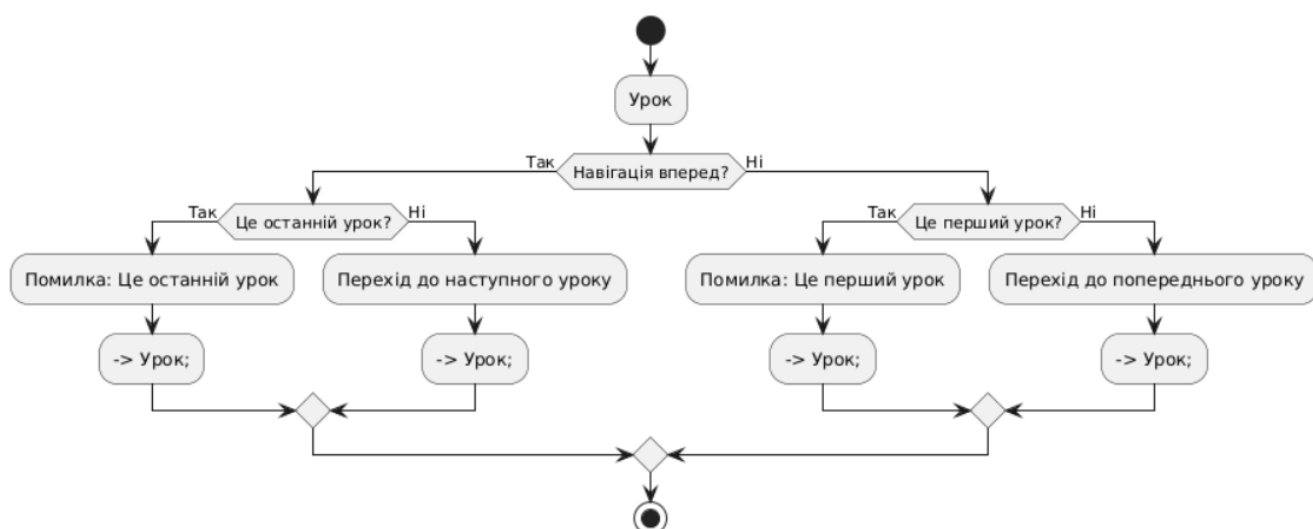 Урок
Так
Навігація вперед?
Ні
Так
Це останній урок?
Ні
Так
Це перший урок?
Ні
Помилка: Це останній урок
Перехід до наступного уроку
Помилка: Це перший урок
Перехід до попереднього уроку
-> Урок;
-> Урок;
-> Урок;
-> Урок;